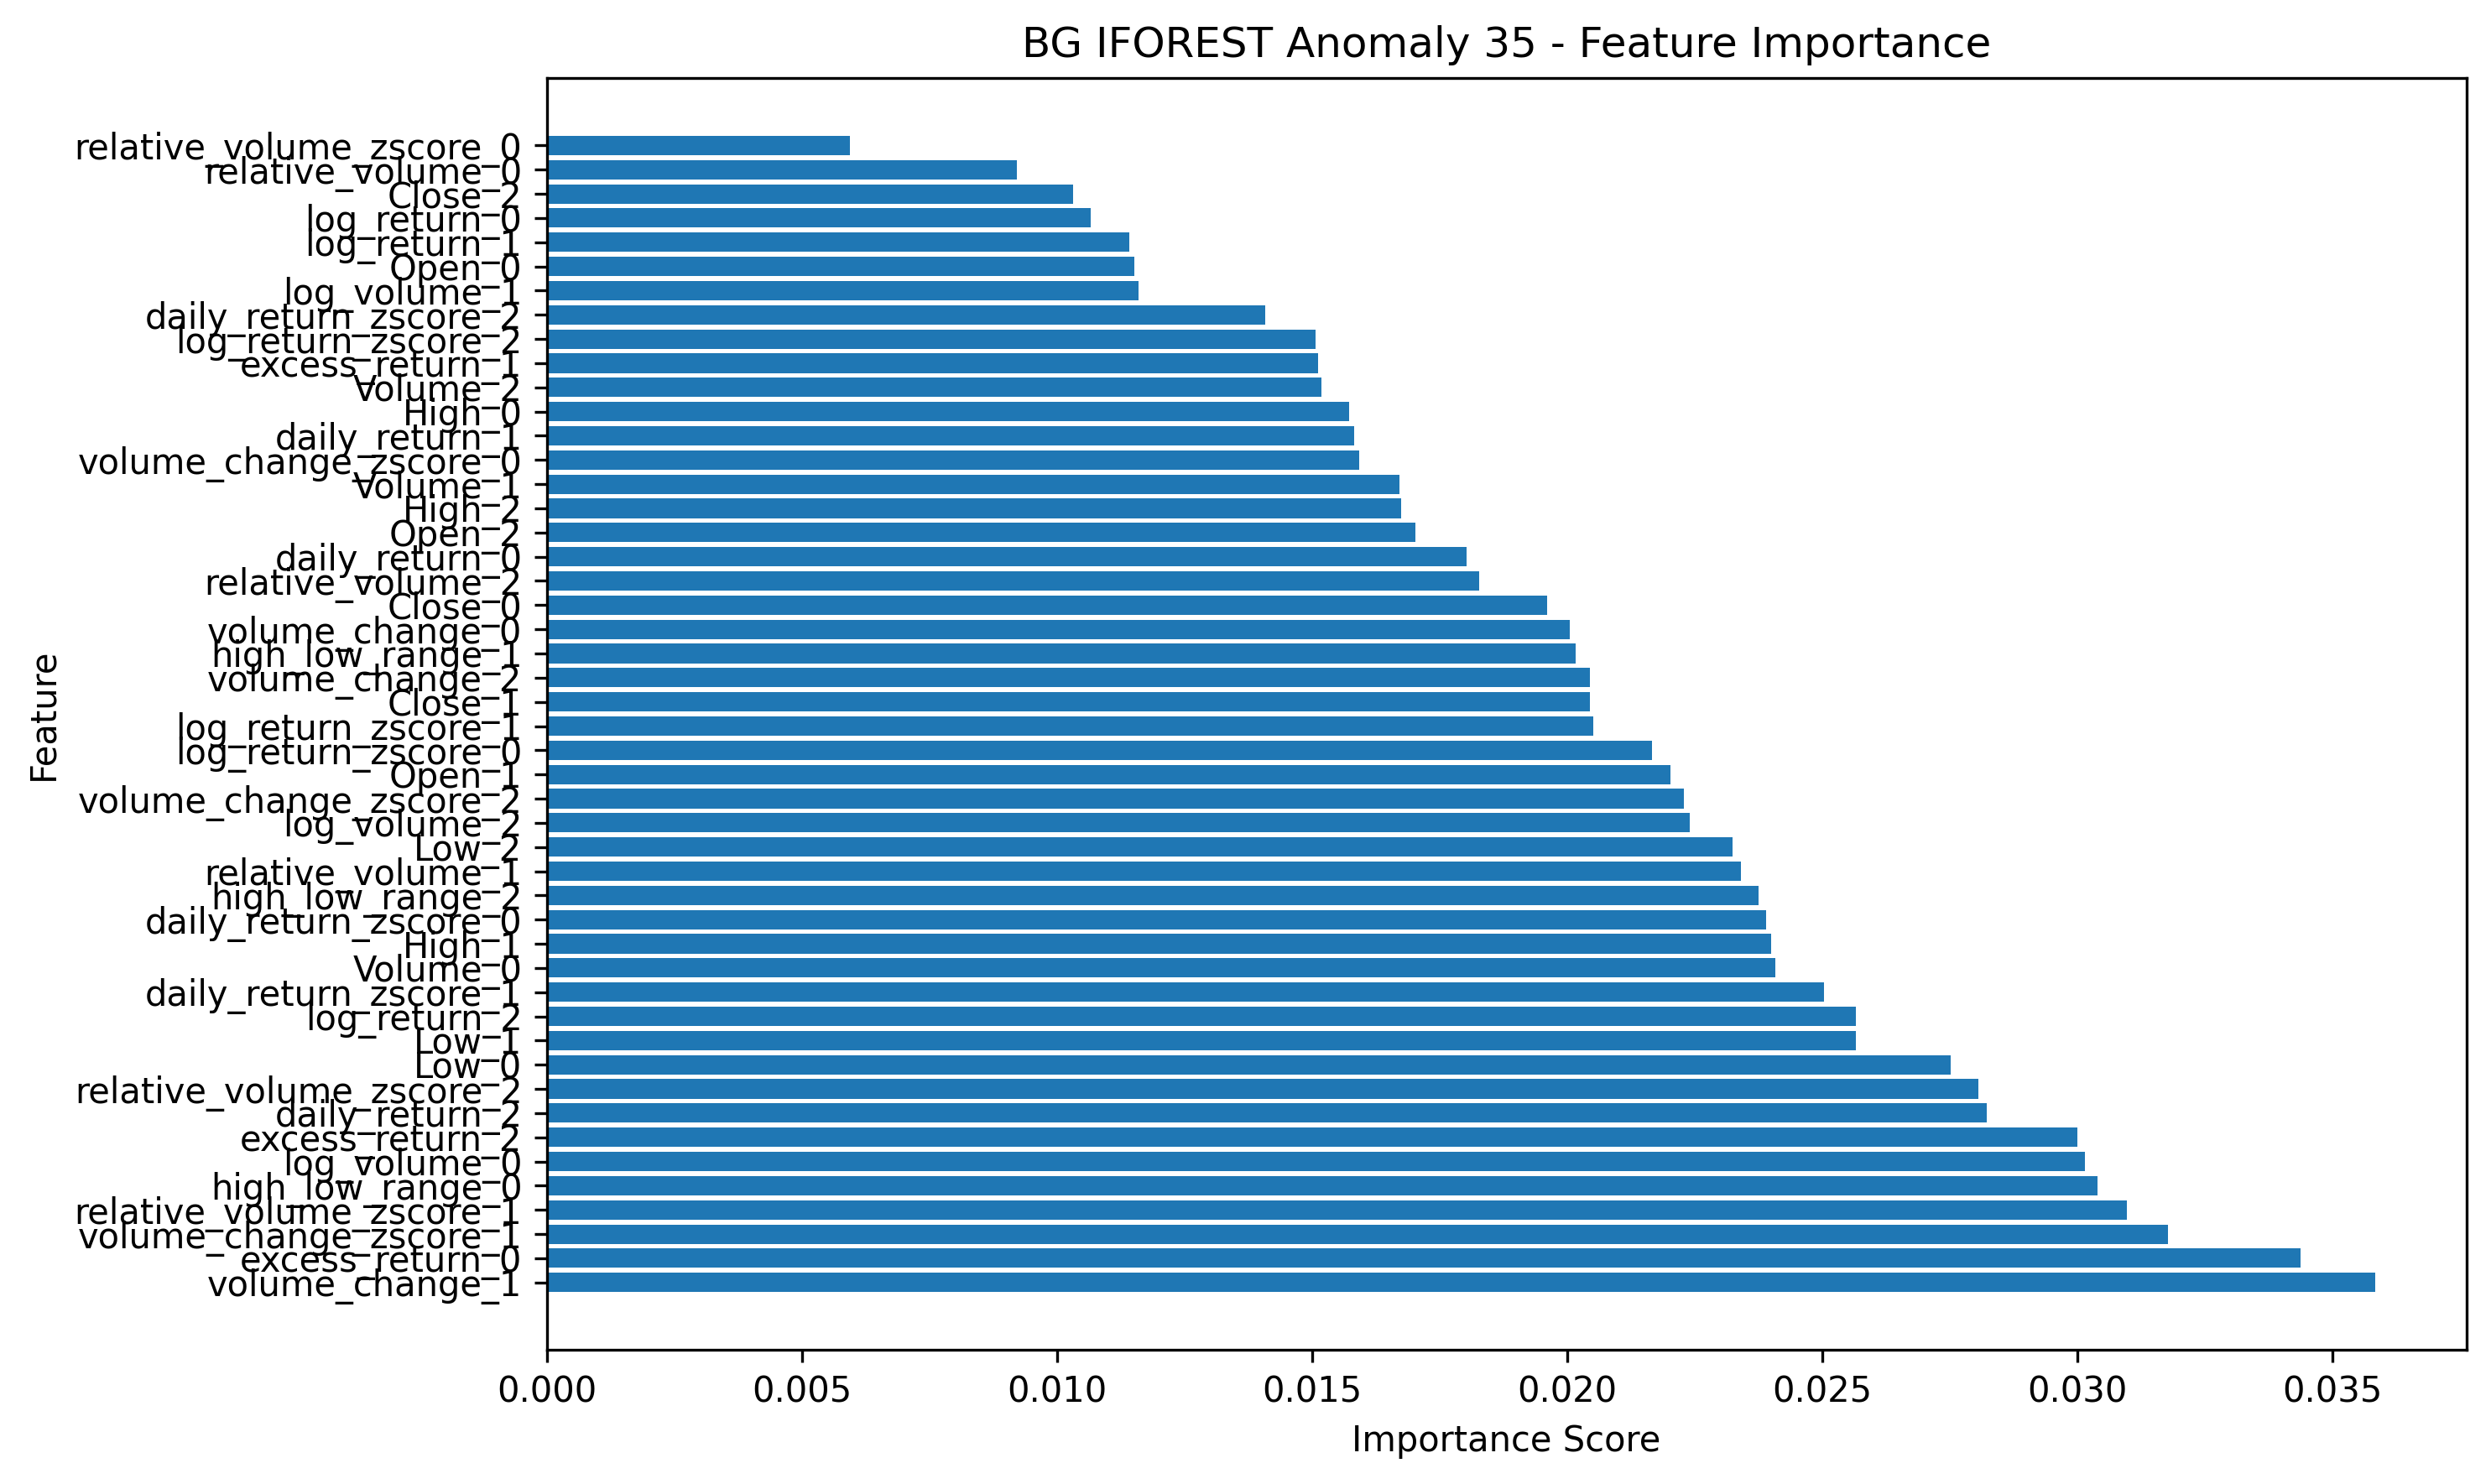 BG IFOREST Anomaly 35 - Feature Importance
relative_volume_zscore_0
relative_volume_0
Close_2
log_return_0
log_return_1
Open_0
log_volume_1
daily_return_zscore_2
log_return_zscore_2
excess_return_1
Volume_2
High_0
daily_return_1
volume_change_zscore_0
Volume_1
High_2
Open_2
daily_return_0
relative_volume_2
Close_0
volume_change_0
high_low_range_1
volume_change_2
Close_1
log_return_zscore_1
log_return_zscore_0
Open_1
volume_change_zscore_2
log_volume_2
Low_2
relative_volume_1
high_low_range_2
daily_return_zscore_0
High_1
Volume_0
daily_return_zscore_1
log_return_2
Low_1
Low_0
relative_volume_zscore_2
daily_return_2
excess_return_2
log_volume_0
high_low_range_0
relative_volume_zscore_1
volume_change_zscore_1
excess_return_0
volume_change_1
Feature
0.000 0.005 0.010 0.015 0.020 0.025 0.030 0.035
Importance Score